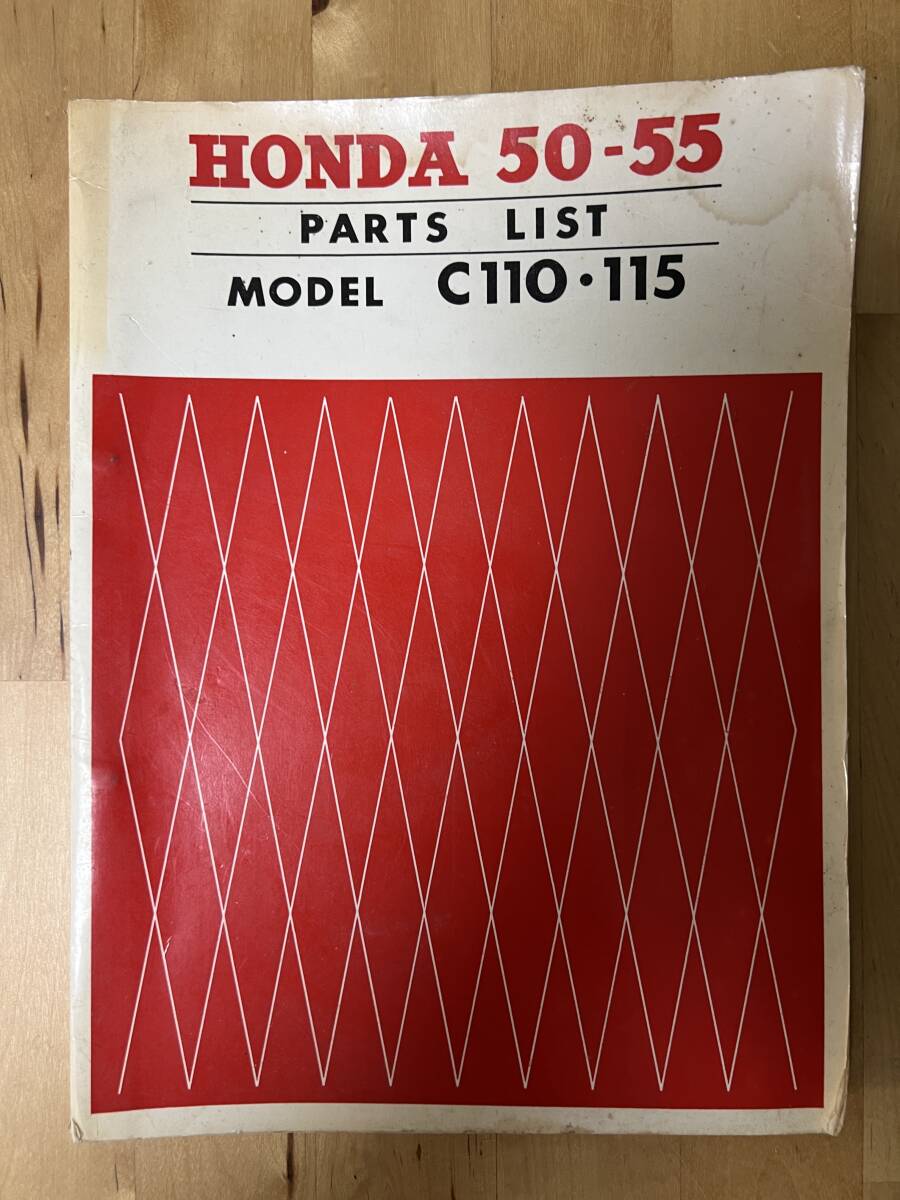 HONDA 50-55
PARTS LIST
MODEL C110・115